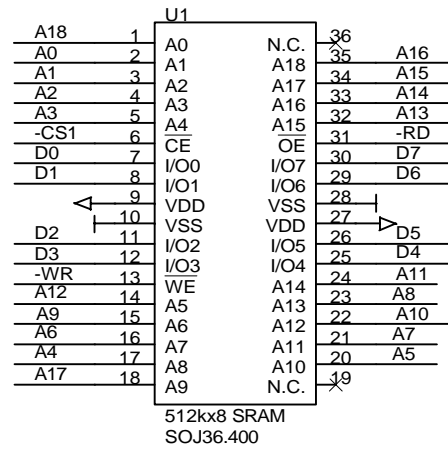 U1
A18 1 A0 N.C. 36
A0 2 A1 A18 35 A16
A1 3 A2 A17 34 A15
A2 4 A3 A16 33 A14
A3 5 A4 A15 32 A13
-CS1 6 CE OE 31 -RD
D0 7 I/O0 I/O7 30 D7
D1 8 I/O1 I/O6 29 D6
9 VDD VSS 28
10 VSS VDD 27
D2 11 I/O2 I/O5 26 D5
D3 12 I/O3 I/O4 25 D4
-WR 13 WE A14 24 A11
A12 14 A5 A13 23 A8
A9 15 A6 A12 22 A10
A6 16 A7 A11 21 A7
A4 17 A8 A10 20 A5
A17 18 A9 N.C. 19
512kx8 SRAM
SOJ36.400